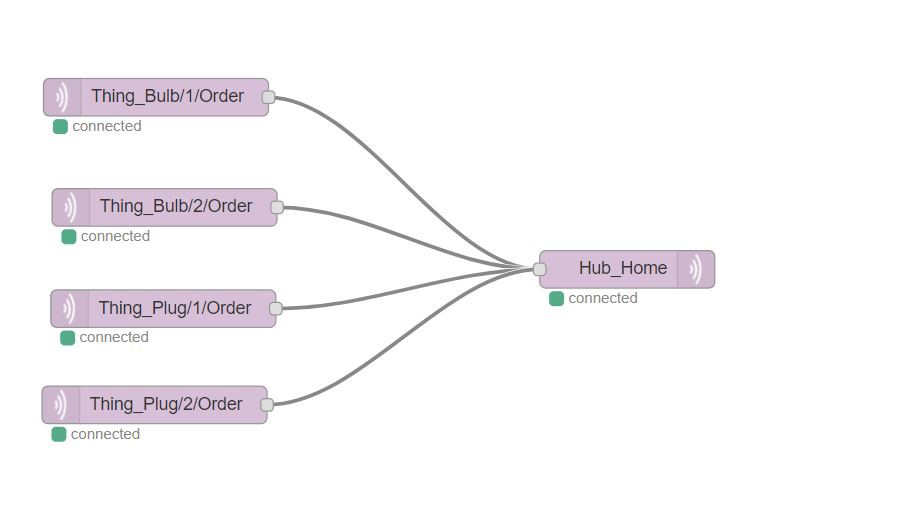 Thing_Bulb/1/Order
connected
Thing_Bulb/2/Order
connected
Hub_Home
connected
Thing_Plug/1/Order
connected
Thing_Plug/2/Order
connected